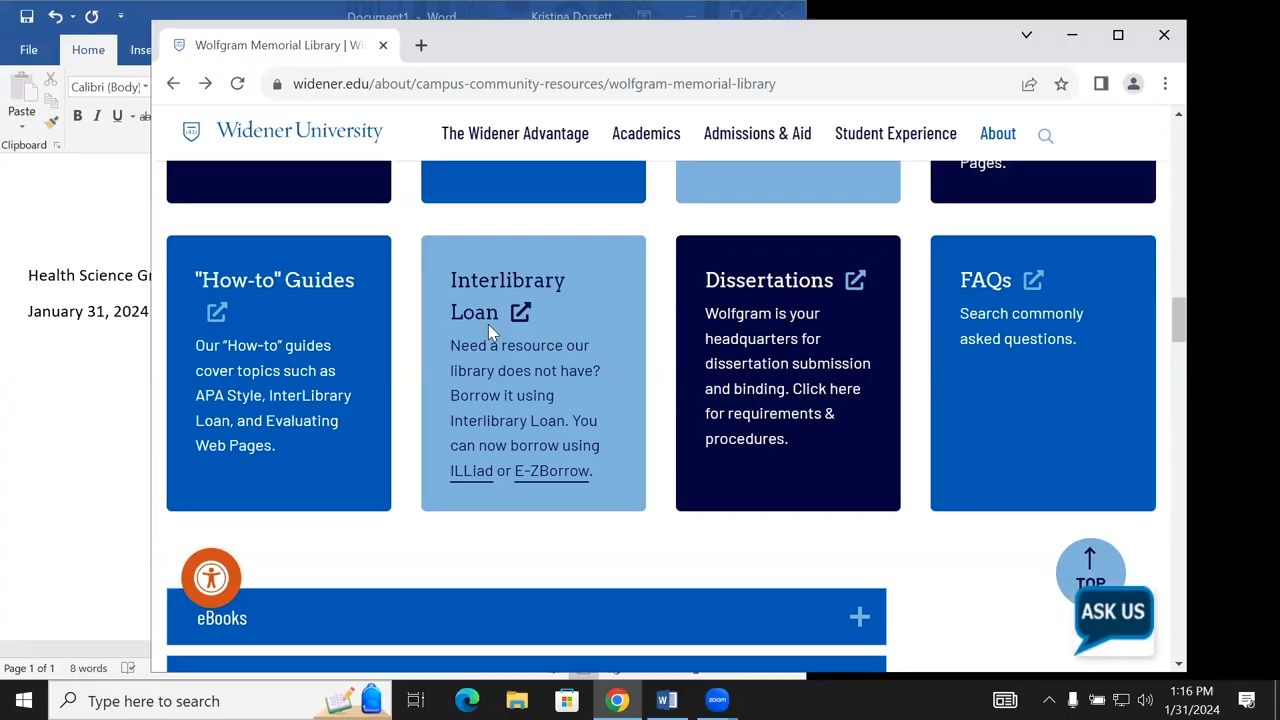 Document1 - Word
Kristina Dorsett
File
Home
Paste
Calibri (Body)
B I U ab
Clipboard
Health Science Gr
January 31, 2024
Page 1 of 1
8 words
Wolfgram Memorial Library | Wi
widener.edu/about/campus-community-resources/wolfgram-memorial-library
Widener University
The Widener Advantage
Academics
Admissions & Aid
Student Experience
About
Pages.
"How-to" Guides
Our “How-to” guides
cover topics such as
APA Style, InterLibrary
Loan, and Evaluating
Web Pages.
Interlibrary
Loan
Need a resource our
library does not have?
Borrow it using
Interlibrary Loan. You
can now borrow using
ILLiad or E-ZBorrow.
Dissertations
Wolfgram is your
headquarters for
dissertation submission
and binding. Click here
for requirements &
procedures.
FAQs
Search commonly
asked questions.
TOP
ASK US
eBooks
Type here to search
zoom
1:16 PM
1/31/2024